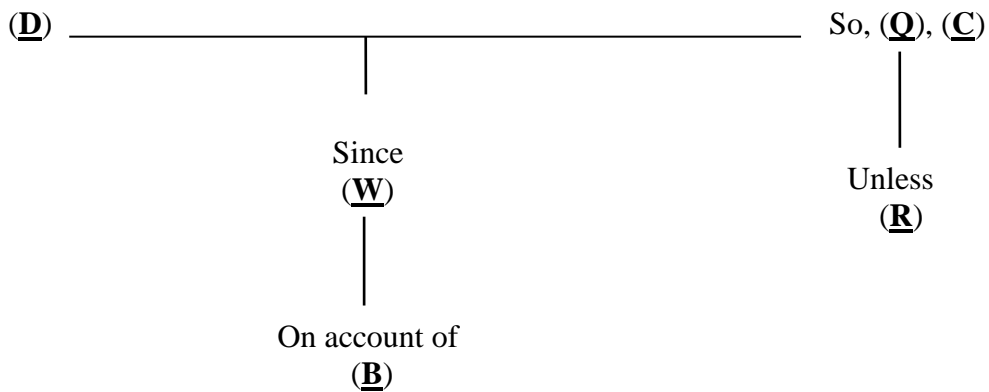 (D) So, (Q), (C)
Since
(W)
Unless
(R)
On account of
(B)